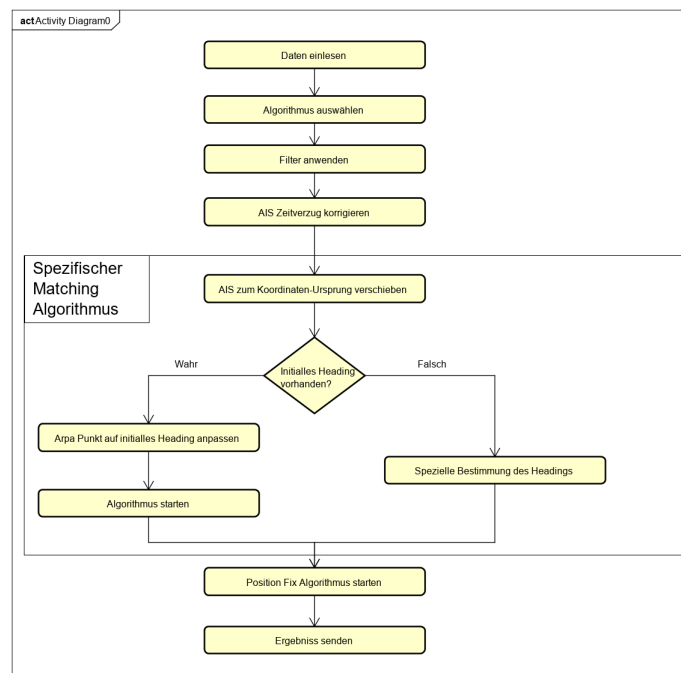 act Activity Diagram0
Daten einlesen
Algorithmus auswählen
Filter anwenden
AIS Zeitverzug korrigieren
Spezifischer
Matching
Algorithmus
AIS zum Koordinaten-Ursprung verschieben
Initialles Heading
vorhanden?
Wahr
Falsch
Arpa Punkt auf initialles Heading anpassen
Spezielle Bestimmung des Headings
Algorithmus starten
Position Fix Algorithmus starten
Ergebniss senden